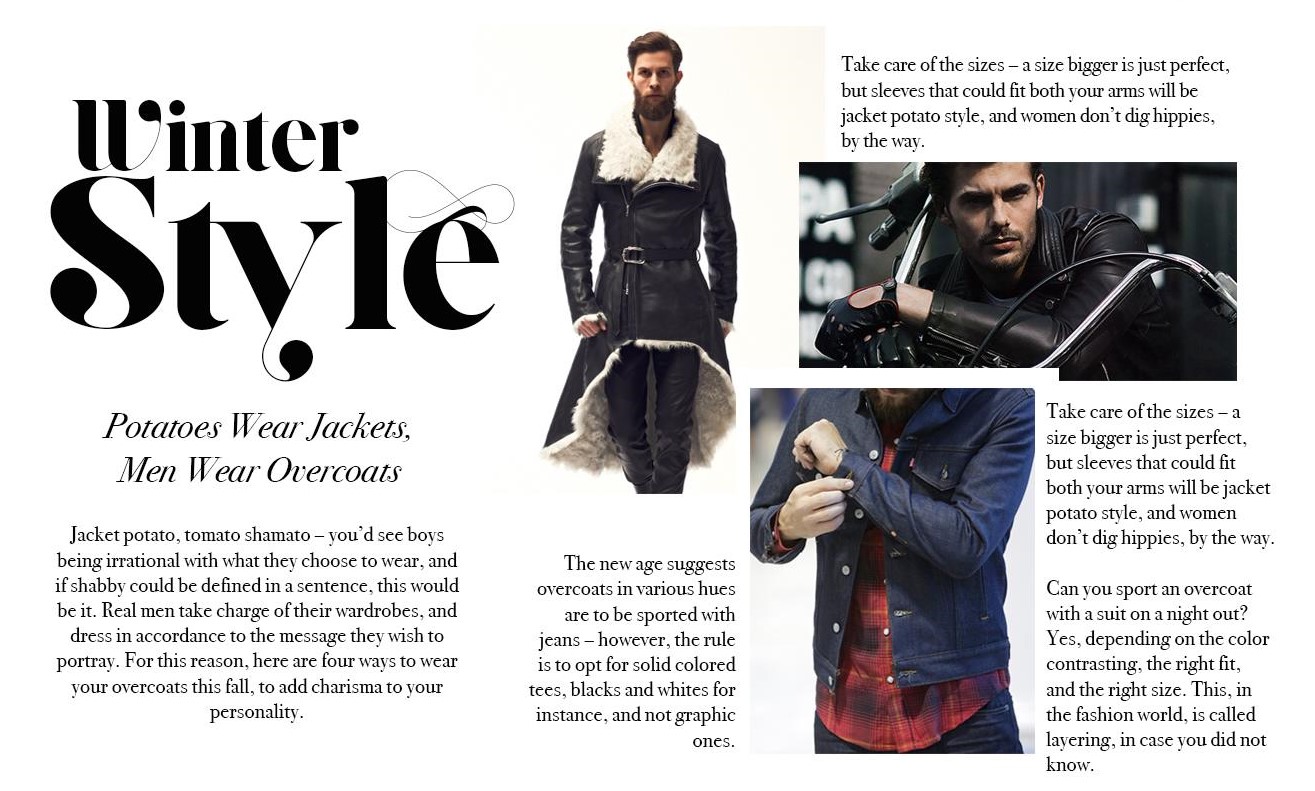 Winter
Style
Potatoes Wear Jackets,
Men Wear Overcoats
Jacket potato, tomato shamato – you'd see boys
being irrational with what they choose to wear, and
if shabby could be defined in a sentence, this would
be it. Real men take charge of their wardrobes, and
dress in accordance to the message they wish to
portray. For this reason, here are four ways to wear
your overcoats this fall, to add charisma to your
personality.
The new age suggests
overcoats in various hues
are to be sported with
jeans – however, the rule
is to opt for solid colored
tees, blacks and whites for
instance, and not graphic
ones.
Take care of the sizes – a size bigger is just perfect,
but sleeves that could fit both your arms will be
jacket potato style, and women don't dig hippies,
by the way.
PA
CO
Take care of the sizes – a
size bigger is just perfect,
but sleeves that could fit
both your arms will be jacket
potato style, and women
don't dig hippies, by the way.
Can you sport an overcoat
with a suit on a night out?
Yes, depending on the color
contrasting, the right fit,
and the right size. This, in
the fashion world, is called
layering, in case you did not
know.